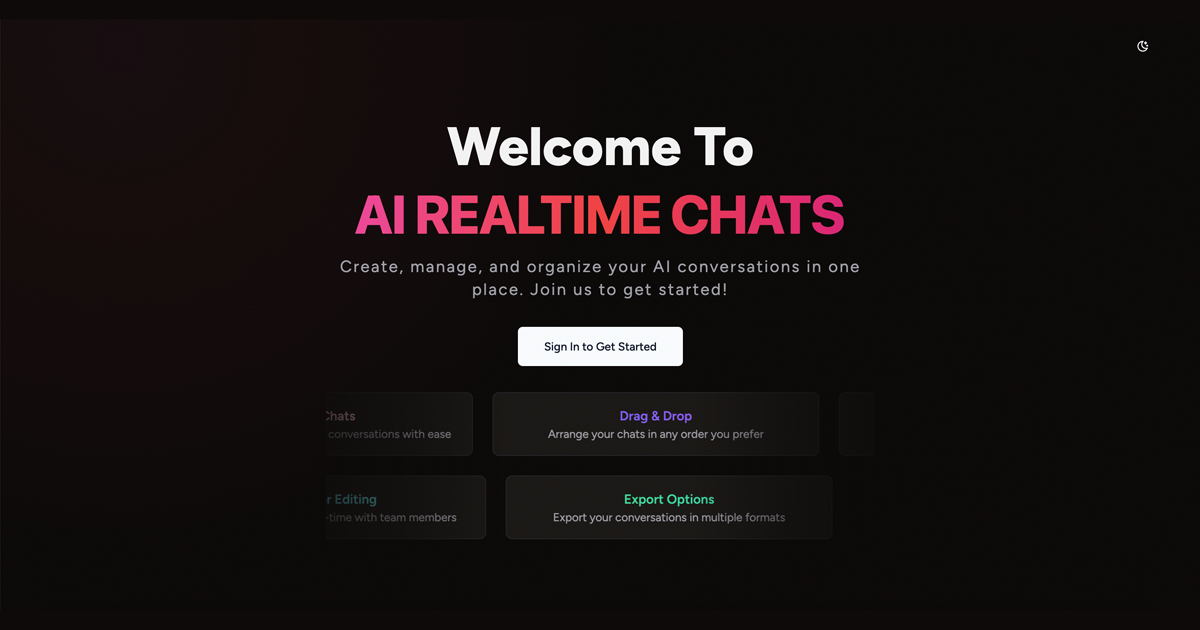 Welcome To
AI REALTIME CHATS
Create, manage, and organize your AI conversations in one
place. Join us to get started!
Sign In to Get Started
Chats
conversations with ease
Drag & Drop
Arrange your chats in any order you prefer
r Editing
-time with team members
Export Options
Export your conversations in multiple formats